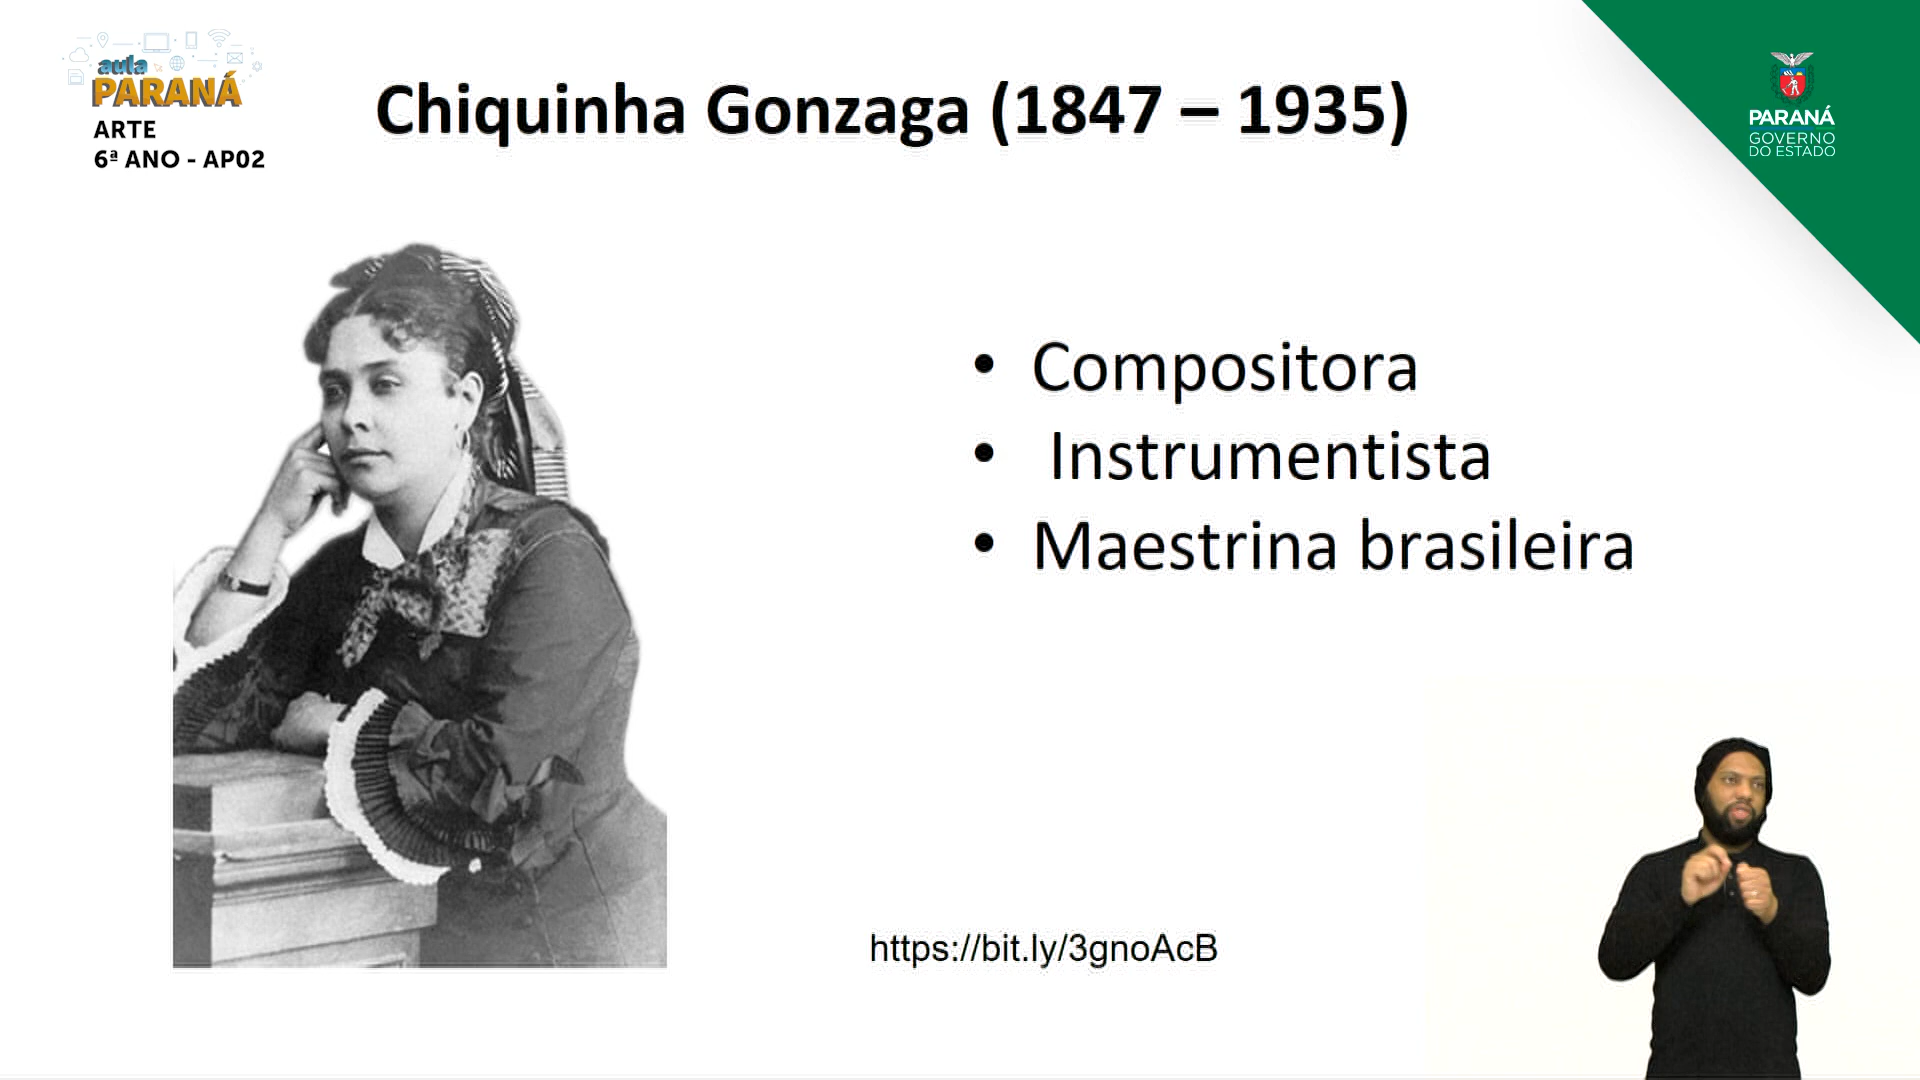 aula
PARANÁ
ARTE
6ª ANO - AP02
Chiquinha Gonzaga (1847 – 1935)
PARANÁ
GOVERNO
DO ESTADO
• Compositora
• Instrumentista
• Maestrina brasileira
https://bit.ly/3gnoAcB